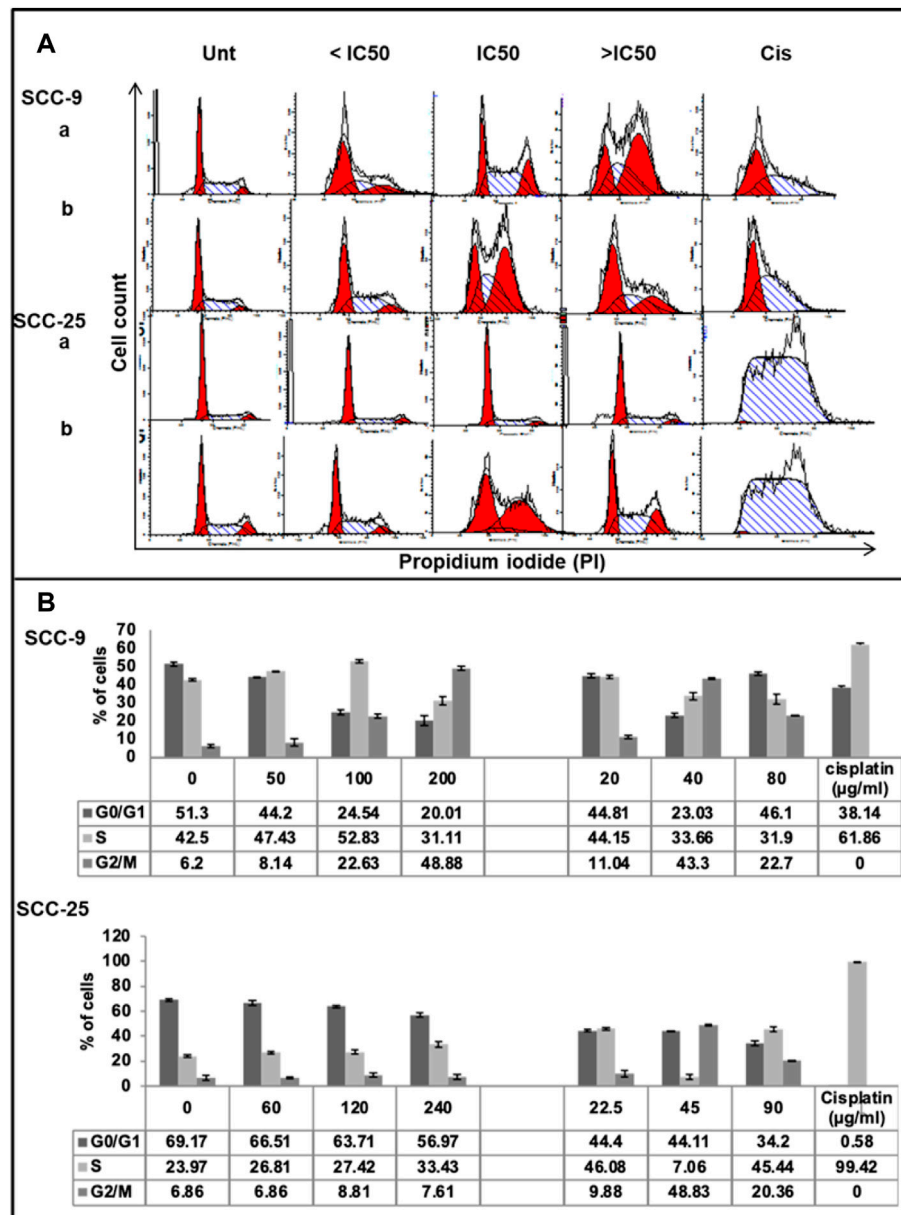 A
Unt < IC50 IC50 >IC50 Cis
SCC-9
a
b
SCC-25
a
b
Cell count
Propidium iodide (PI)
B
SCC-9
70
60
50
40
30
20
10
0
% of cells
0 50 100 200 20 40 80 cisplatin (µg/ml)
G0/G1 51.3 44.2 24.54 20.01 44.81 23.03 46.1 38.14
S 42.5 47.43 52.83 31.11 44.15 33.66 31.9 61.86
G2/M 6.2 8.14 22.63 48.88 11.04 43.3 22.7 0
SCC-25
120
100
80
60
40
20
0
% of cells
0 60 120 240 22.5 45 90 Cisplatin (µg/ml)
G0/G1 69.17 66.51 63.71 56.97 44.4 44.11 34.2 0.58
S 23.97 26.81 27.42 33.43 46.08 7.06 45.44 99.42
G2/M 6.86 6.86 8.81 7.61 9.88 48.83 20.36 0